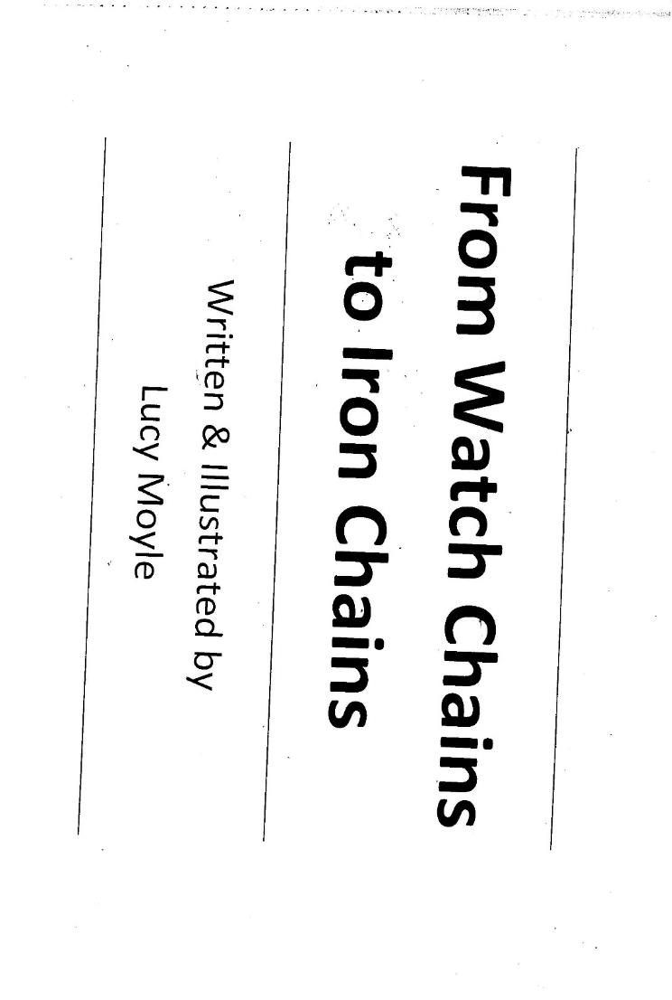 From Watch Chains
to Iron Chains
Written & Illustrated by
Lucy Moyle